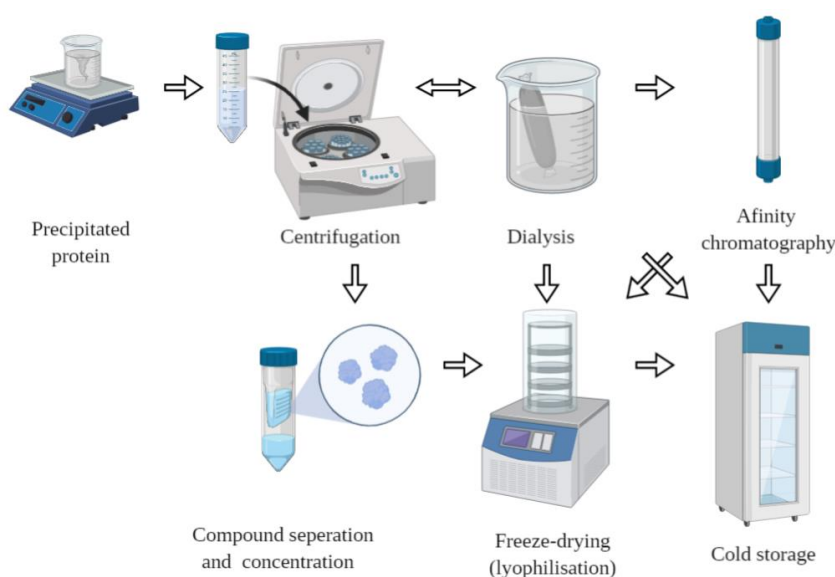 Precipitated
protein
Centrifugation
Dialysis
Afinity
chromatography
Compound seperation
and concentration
Freeze-drying
(lyophilisation)
Cold storage